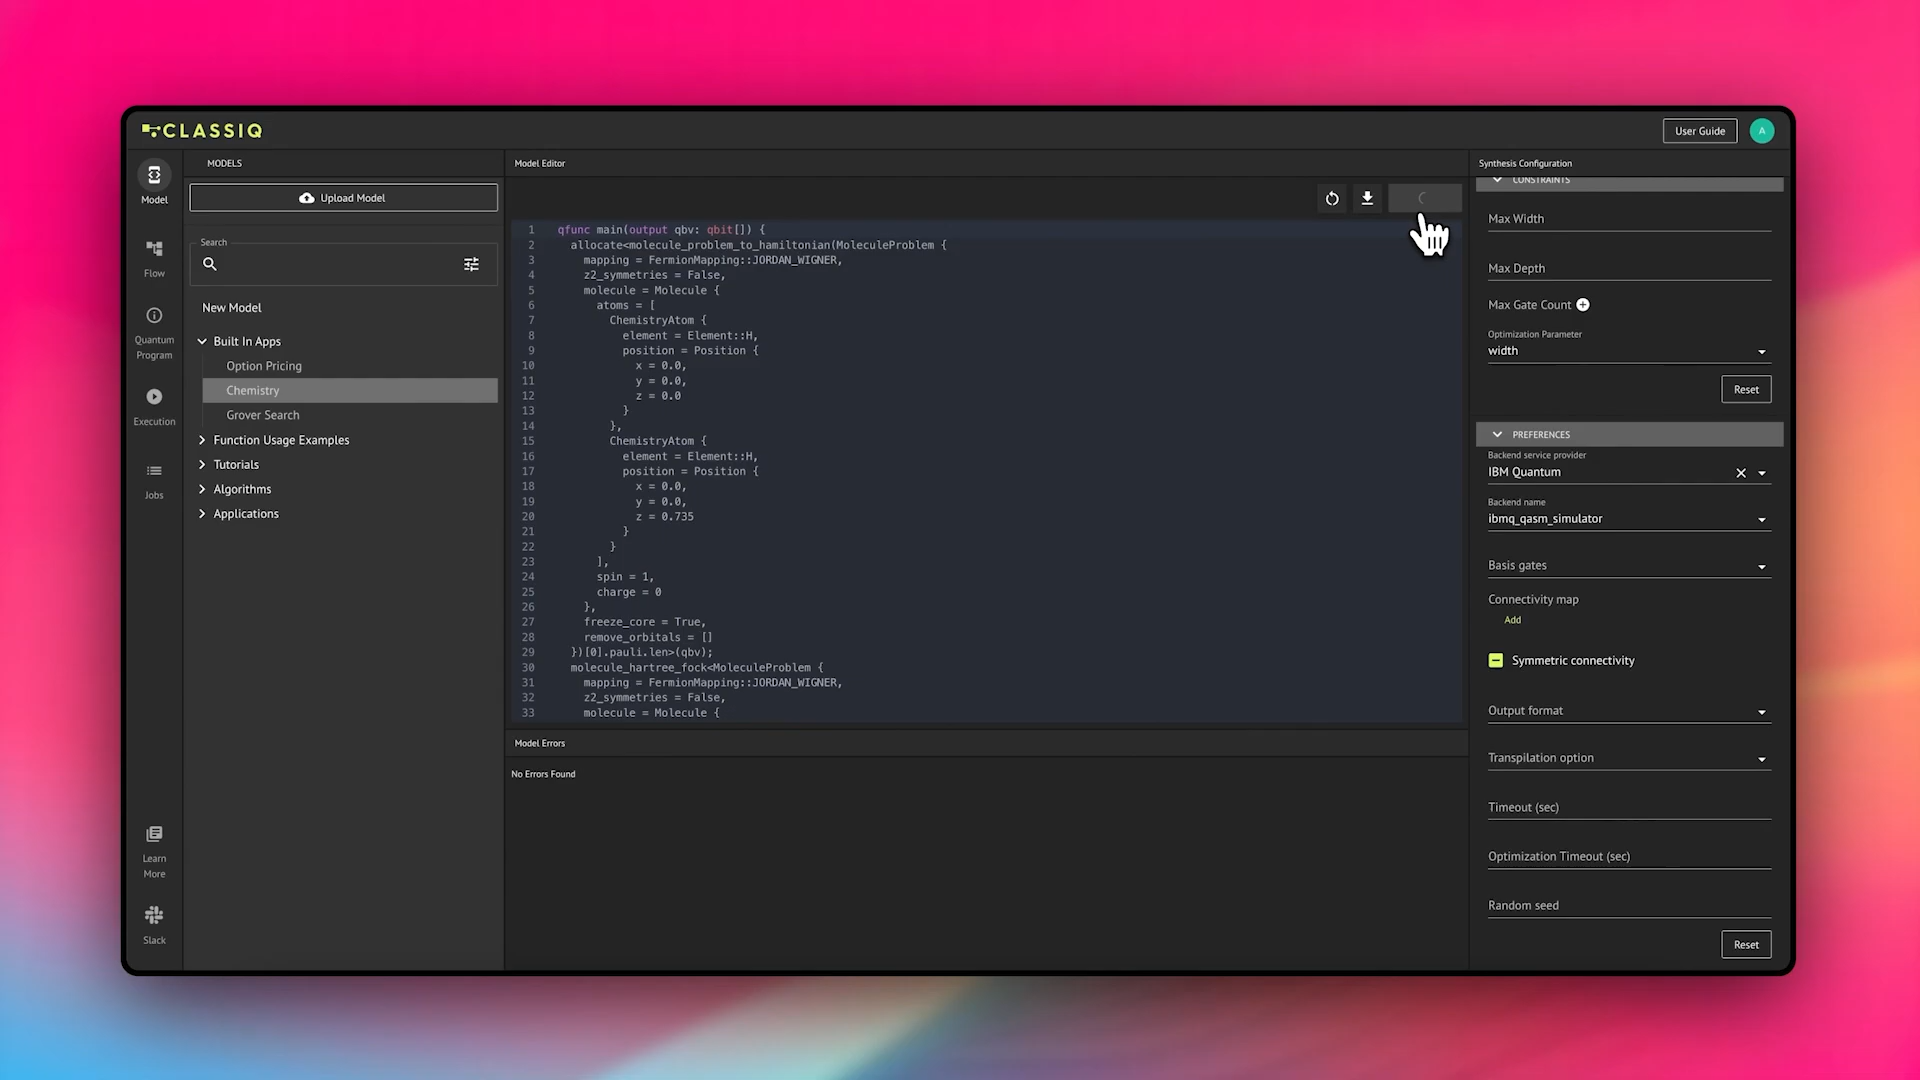 CLASSIQ
User Guide
A
Model
Flow
Quantum
Program
Execution
Jobs
Learn
More
Slack
MODELS
Upload Model
Search
New Model
Built In Apps
Option Pricing
Chemistry
Grover Search
Function Usage Examples
Tutorials
Algorithms
Applications
Model Editor
1 qfunc main(output qbv: qbit[]) {
2 allocate<molecule_problem_to_hamiltonian(MoleculeProblem {
3 mapping = FermionMapping::JORDAN_WIGNER,
4 z2_symmetries = False,
5 molecule = Molecule {
6 atoms = [
7 ChemistryAtom {
8 element = Element::H,
9 position = Position {
10 x = 0.0,
11 y = 0.0,
12 z = 0.0
13 }
14 },
15 ChemistryAtom {
16 element = Element::H,
17 position = Position {
18 x = 0.0,
19 y = 0.0,
20 z = 0.735
21 }
22 }
23 ],
24 spin = 1,
25 charge = 0
26 },
27 freeze_core = True,
28 remove_orbitals = []
29 })[0].pauli.len>(qbv);
30 molecule_hartree_fock<MoleculeProblem {
31 mapping = FermionMapping::JORDAN_WIGNER,
32 z2_symmetries = False,
33 molecule = Molecule {
Model Errors
No Errors Found
Synthesis Configuration
CONSTRAINTS
Max Width
Max Depth
Max Gate Count
Optimization Parameter
width
Reset
PREFERENCES
Backend service provider
IBM Quantum
Backend name
ibmq_qasm_simulator
Basis gates
Connectivity map
Add
Symmetric connectivity
Output format
Transpilation option
Timeout (sec)
Optimization Timeout (sec)
Random seed
Reset